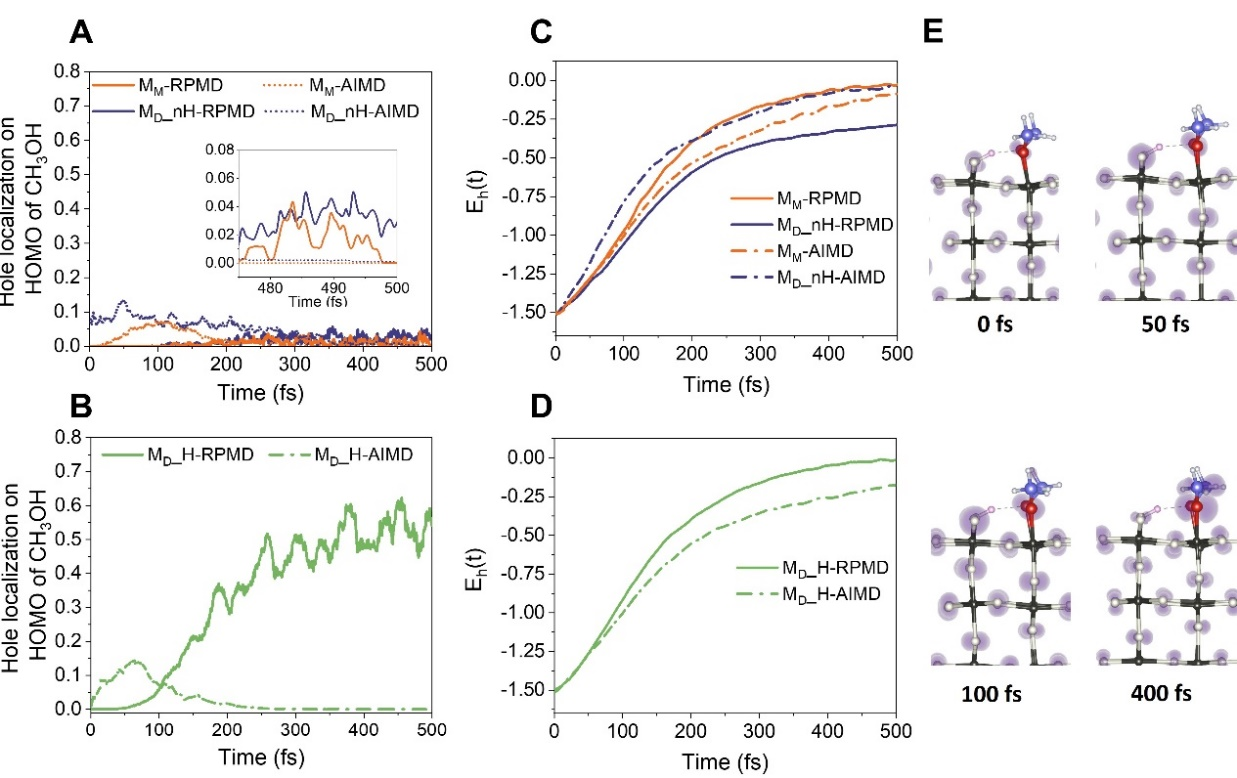 A
Hole localization on
HOMO of CH3OH
0.8
0.7
0.6
0.5
0.4
0.3
0.2
0.1
0.0
MM-RPMD
MM-AIMD
MD_nH-RPMD
MD_nH-AIMD
0.08
0.06
0.04
0.02
0.00
480 490 500
Time (fs)
0 100 200 300 400 500
Time (fs)
B
Hole localization on
HOMO of CH3OH
0.8
0.7
0.6
0.5
0.4
0.3
0.2
0.1
0.0
MD_H-RPMD
MD_H-AIMD
0 100 200 300 400 500
Time (fs)
C
Eh(t)
0.00
-0.25
-0.50
-0.75
-1.00
-1.25
-1.50
MM-RPMD
MD_nH-RPMD
MM-AIMD
MD_nH-AIMD
0 100 200 300 400 500
Time (fs)
D
Eh(t)
0.00
-0.25
-0.50
-0.75
-1.00
-1.25
-1.50
MD_H-RPMD
MD_H-AIMD
0 100 200 300 400 500
Time (fs)
E
0 fs
50 fs
100 fs
400 fs